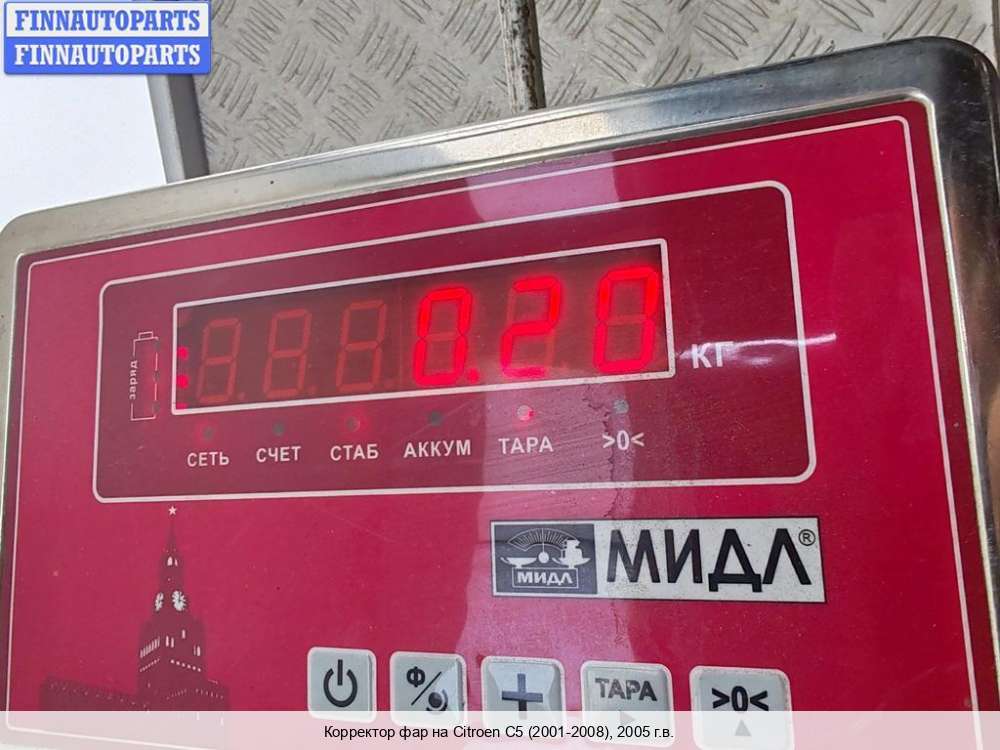 FINNAUTOPARTS
FINNAUTOPARTS
заряд
0.20
кг
СЕТЬ СЧЕТ СТАБ АККУМ ТАРА >0<
МИДЛ МИДЛ®
Ф
ТАРА >0<
Корректор фар на Citroen C5 (2001-2008), 2005 г.в.